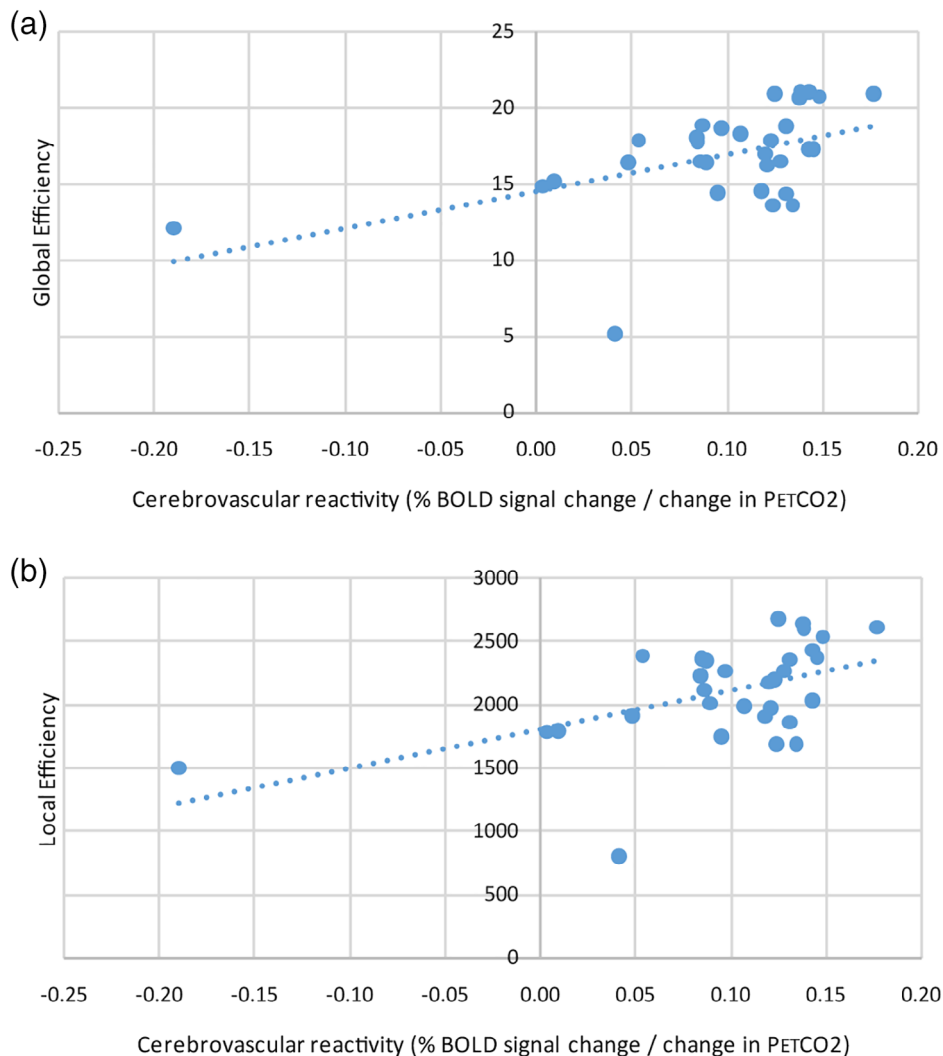 (a)
25
20
15
10
5
0
Global Efficiency
-0.25 -0.20 -0.15 -0.10 -0.05 0.00 0.05 0.10 0.15 0.20
Cerebrovascular reactivity (% BOLD signal change / change in PETCO2)
(b)
3000
2500
2000
1500
1000
500
0
Local Efficiency
-0.25 -0.20 -0.15 -0.10 -0.05 0.00 0.05 0.10 0.15 0.20
Cerebrovascular reactivity (% BOLD signal change / change in PETCO2)